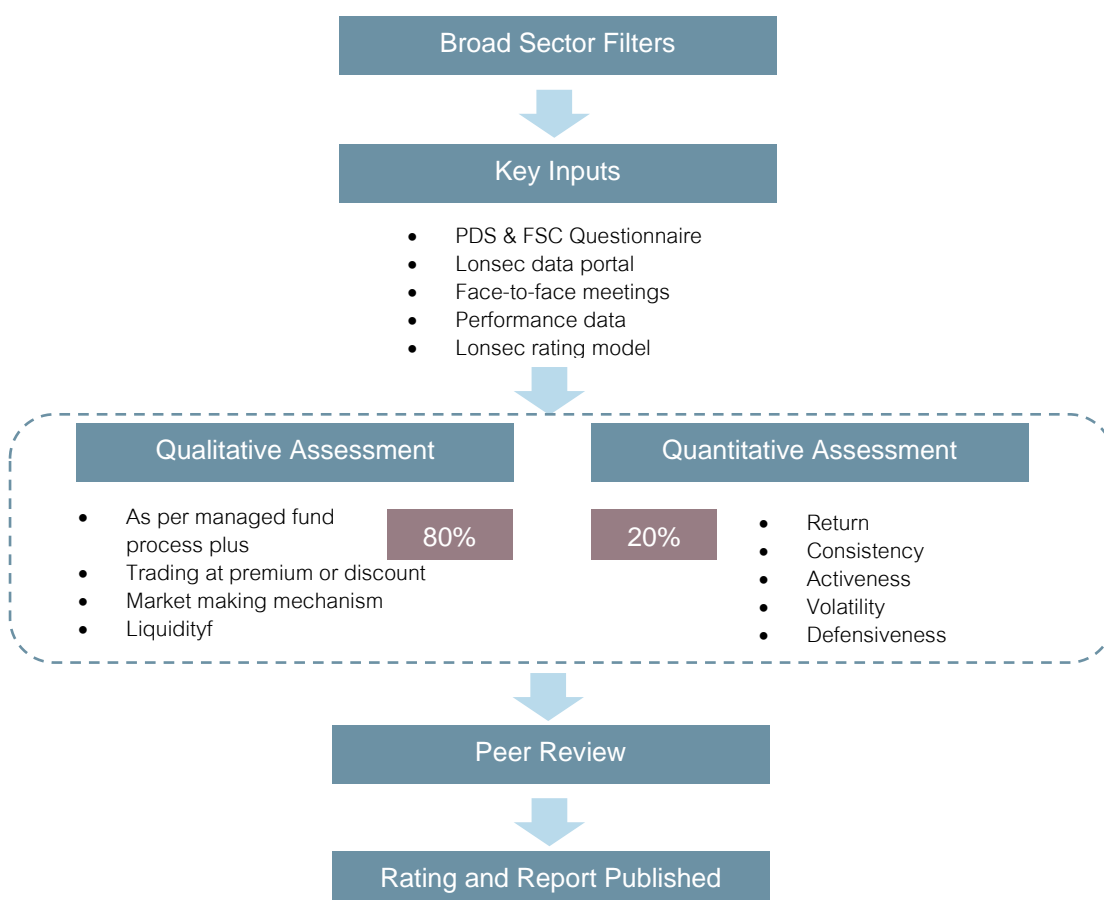 Broad Sector Filters
Key Inputs
• PDS & FSC Questionnaire
• Lonsec data portal
• Face-to-face meetings
• Performance data
• Lonsec rating model
Qualitative Assessment
• As per managed fund
process plus
80%
• Trading at premium or discount
• Market making mechanism
• Liquidityf
Quantitative Assessment
20%
• Return
• Consistency
• Activeness
• Volatility
• Defensiveness
Peer Review
Rating and Report Published